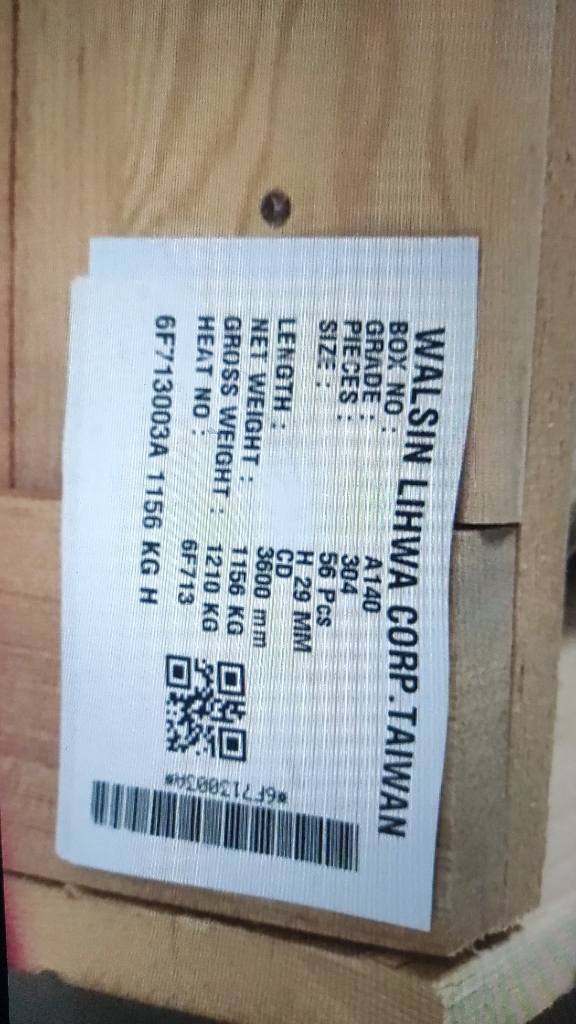 WALSIN LIHWA CORP.TAIWAN
BOX NO : A140
GRADE : 304
PIECES : 56 Pcs
SIZE : H 29 MM
CD
LENGTH : 3600 mm
NET WEIGHT : 1156 KG
GROSS WEIGHT : 1210 KG
HEAT NO : 6F713
6F713003A 1156 KG H
*6F713003A*